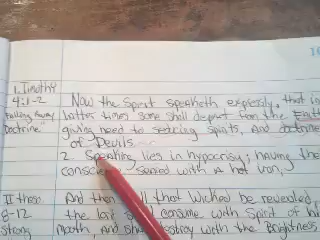 1. Timothy
4:1-2
falling away
doctrine
Now the Spirit speaketh expressly, that in
latter times some shall depart from the Faith
giving heed to seducing spirits, and doctrine
of Devils.
2. Speaking lies in hypocrisy; having the
conscience seared with a hot iron,
II thess.
8-12
strong
And then shall that Wicked be revealed
the Lord shall consume with Spirit of his
mouth, and shall destroy with the Brightness